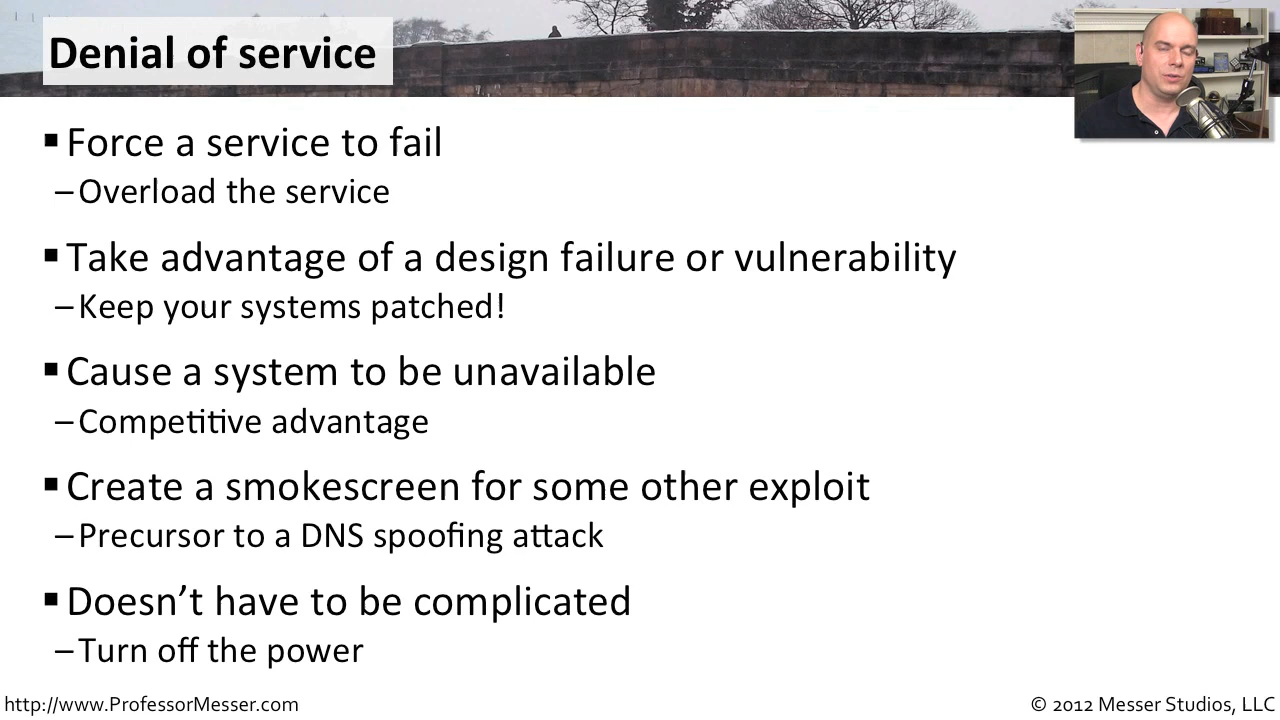 Denial of service
▪ Force a service to fail
– Overload the service
▪ Take advantage of a design failure or vulnerability
– Keep your systems patched!
▪ Cause a system to be unavailable
– Competitive advantage
▪ Create a smokescreen for some other exploit
– Precursor to a DNS spoofing attack
▪ Doesn’t have to be complicated
– Turn off the power
http://www.ProfessorMesser.com
© 2012 Messer Studios, LLC